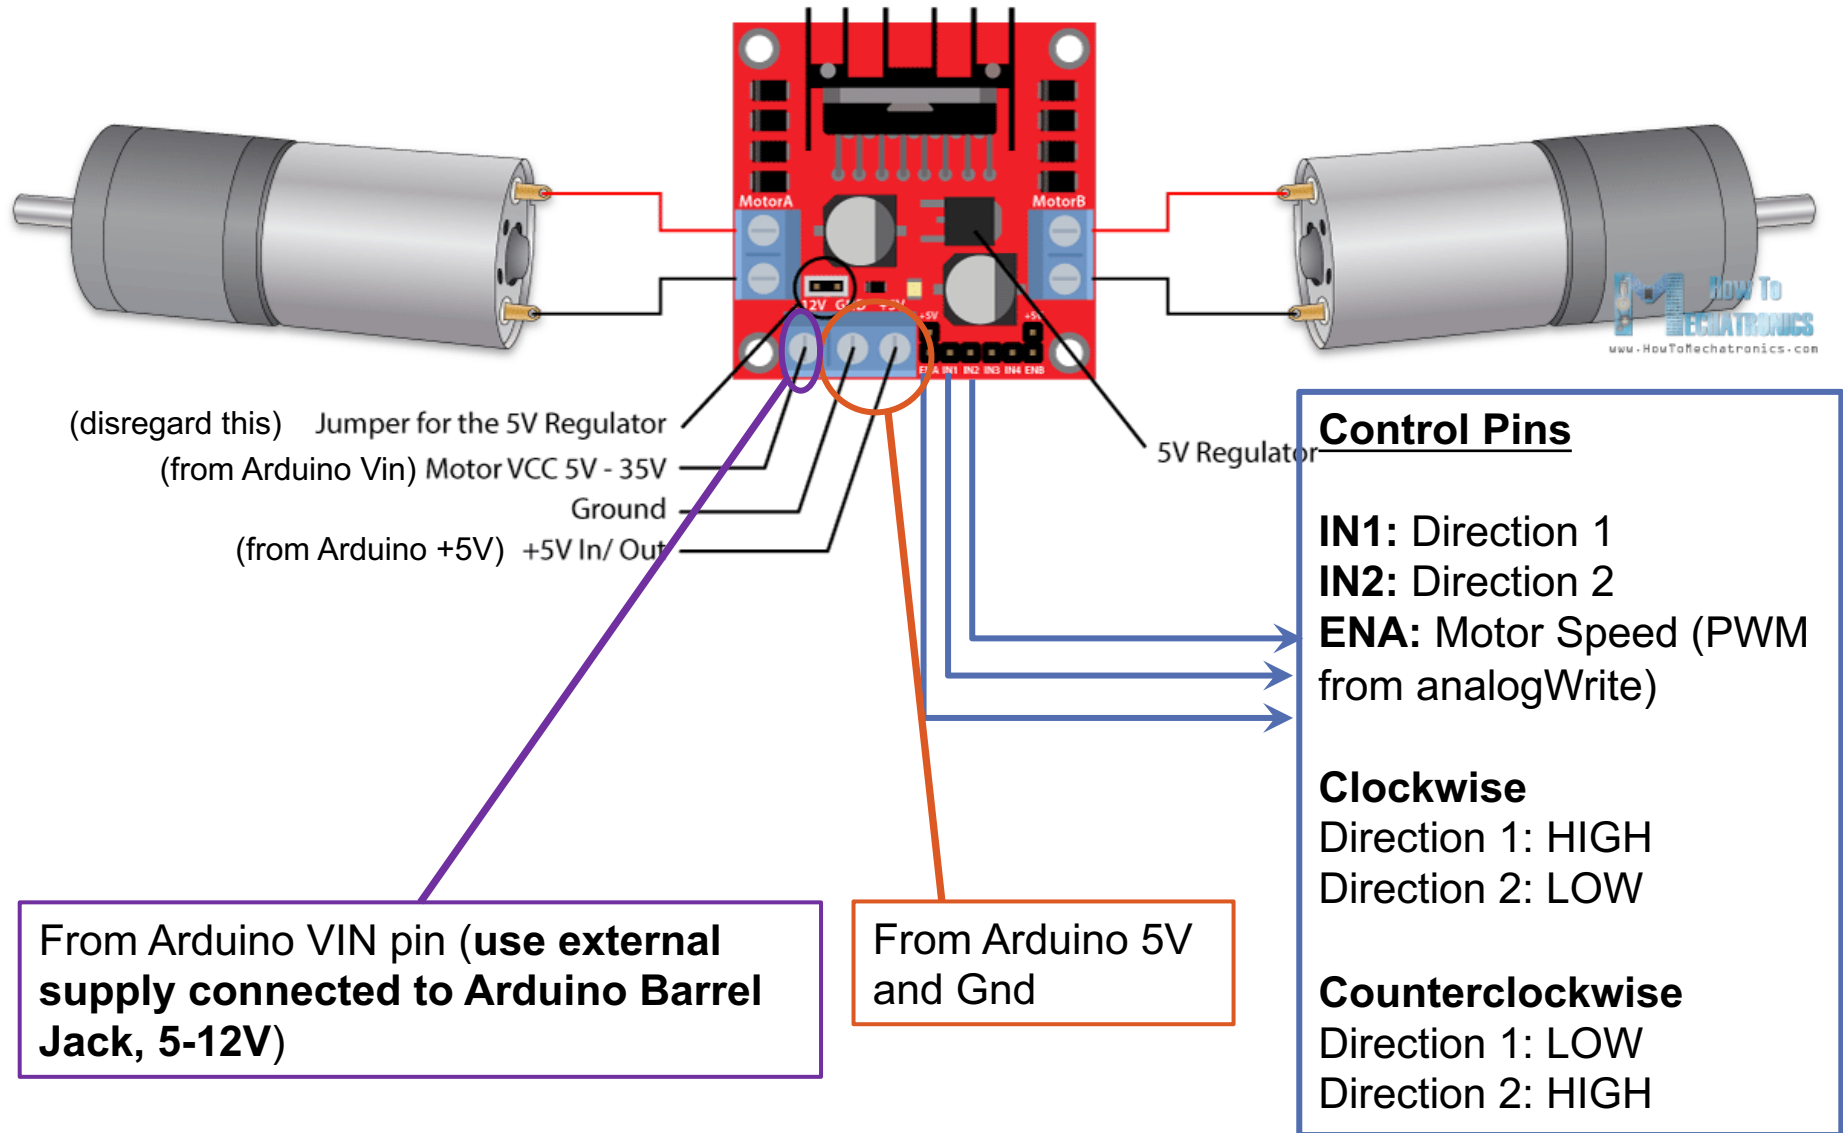 MotorA
MotorB
12V GND +5V
+5V
+5V
ENA IN1 IN2 IN3 IN4 ENB
How To
MECHATRONICS
www.HowToMechatronics.com
(disregard this) Jumper for the 5V Regulator
(from Arduino Vin) Motor VCC 5V - 35V
Ground
(from Arduino +5V) +5V In/ Out
5V Regulator
Control Pins
IN1: Direction 1
IN2: Direction 2
ENA: Motor Speed (PWM
from analogWrite)
Clockwise
Direction 1: HIGH
Direction 2: LOW
Counterclockwise
Direction 1: LOW
Direction 2: HIGH
From Arduino VIN pin (use external
supply connected to Arduino Barrel
Jack, 5-12V)
From Arduino 5V
and Gnd